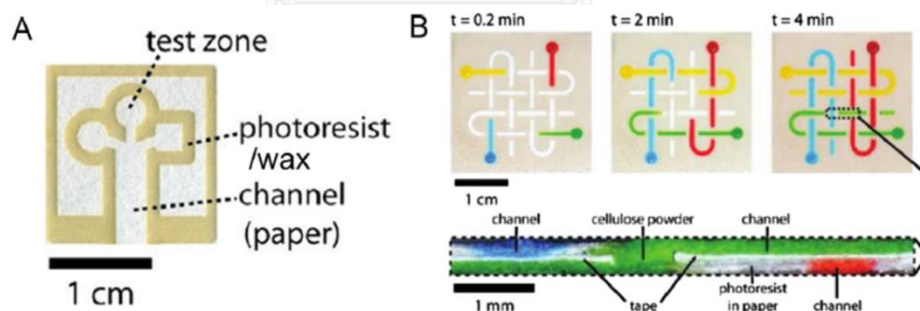 A
test zone
photoresist
/wax
channel
(paper)
1 cm
B
t = 0.2 min
t = 2 min
t = 4 min
1 cm
channel
cellulose powder
channel
tape
photoresist
in paper
channel
1 mm